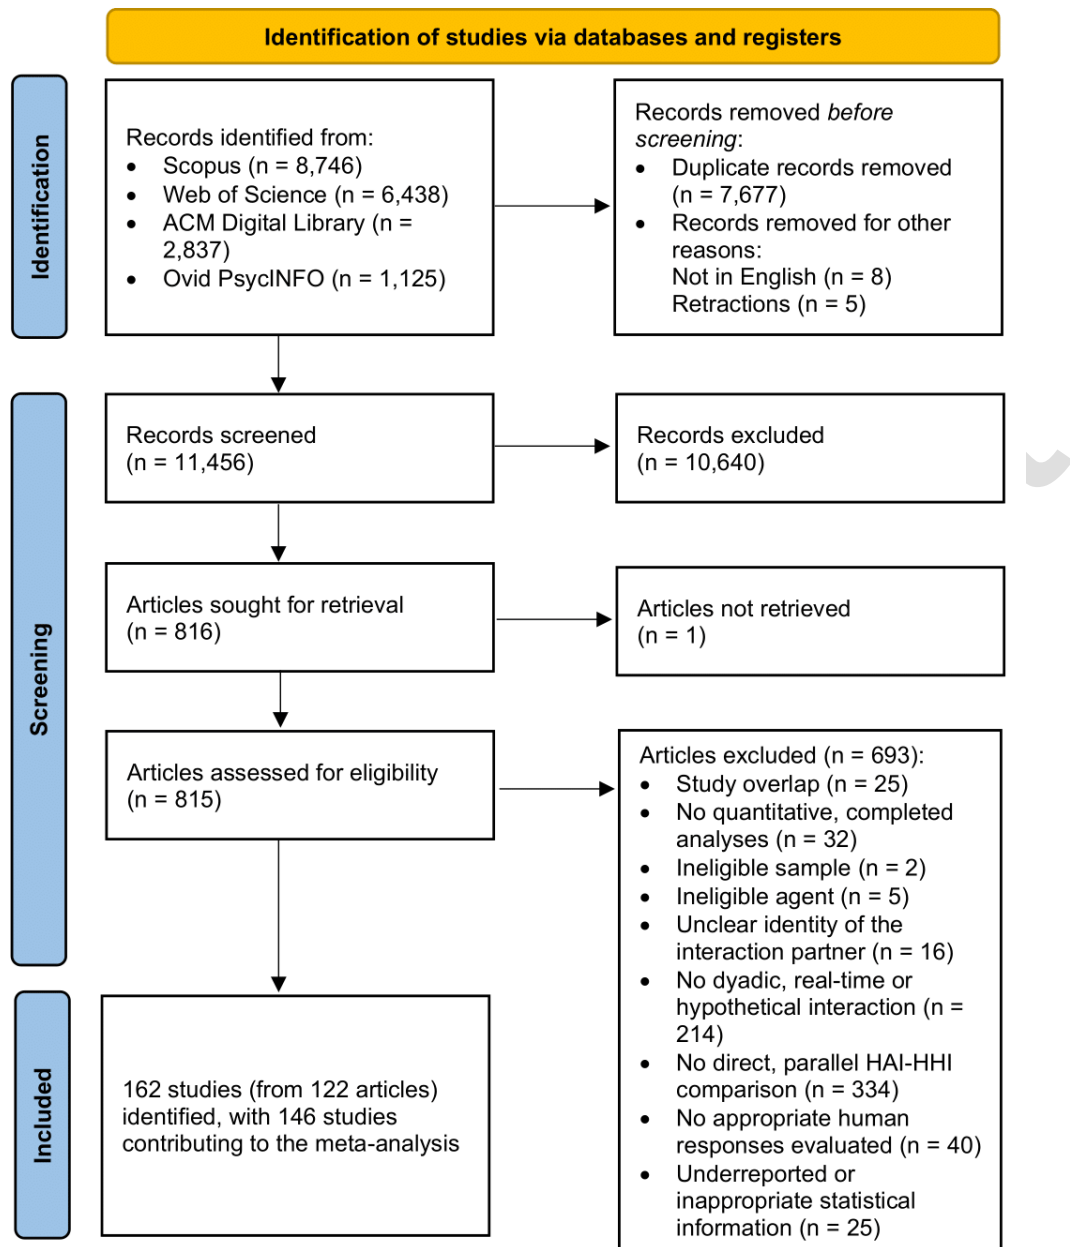 Identification of studies via databases and registers
Identification
Records identified from:
• Scopus (n = 8,746)
• Web of Science (n = 6,438)
• ACM Digital Library (n =
2,837)
• Ovid PsycINFO (n = 1,125)
Records removed before
screening:
• Duplicate records removed
(n = 7,677)
• Records removed for other
reasons:
Not in English (n = 8)
Retractions (n = 5)
Screening
Records screened
(n = 11,456)
Records excluded
(n = 10,640)
Articles sought for retrieval
(n = 816)
Articles not retrieved
(n = 1)
Articles assessed for eligibility
(n = 815)
Articles excluded (n = 693):
• Study overlap (n = 25)
• No quantitative, completed
analyses (n = 32)
• Ineligible sample (n = 2)
• Ineligible agent (n = 5)
• Unclear identity of the
interaction partner (n = 16)
• No dyadic, real-time or
hypothetical interaction (n =
214)
• No direct, parallel HAI-HHI
comparison (n = 334)
• No appropriate human
responses evaluated (n = 40)
• Underreported or
inappropriate statistical
information (n = 25)
Included
162 studies (from 122 articles)
identified, with 146 studies
contributing to the meta-analysis